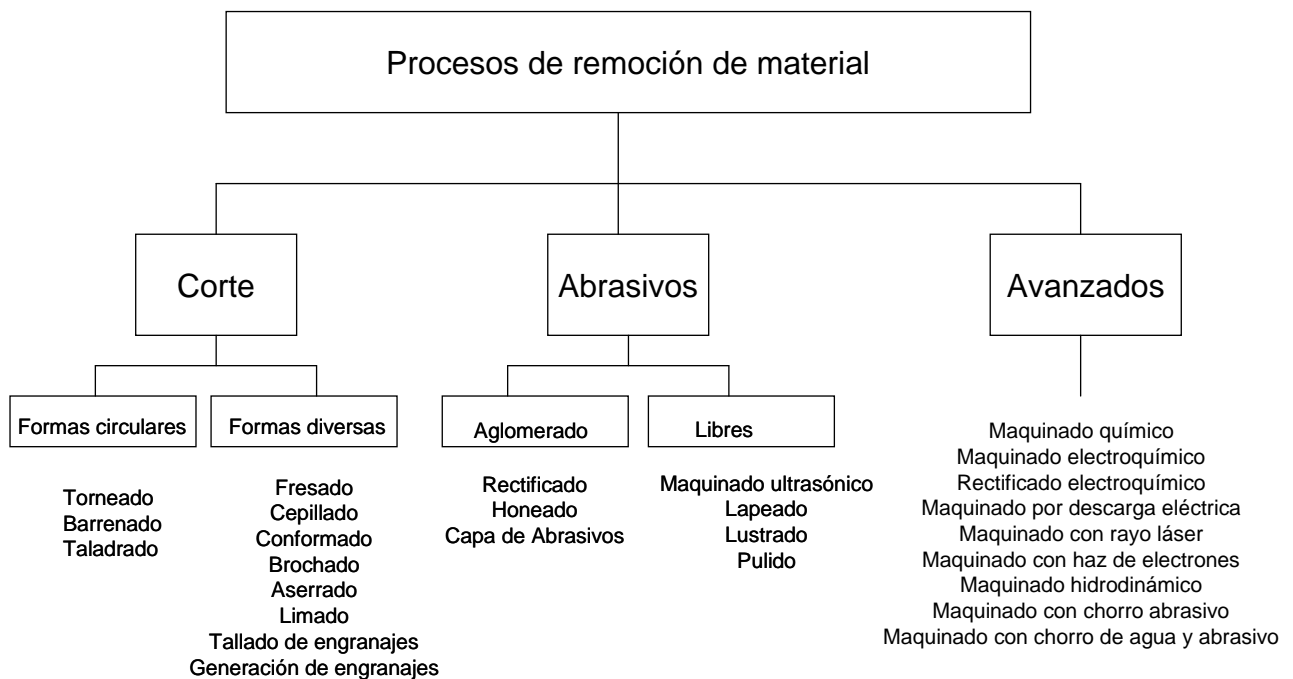 Procesos de remoción de material
Corte
Abrasivos
Avanzados
Formas circulares
Formas diversas
Aglomerado
Libres
Torneado
Barrenado
Taladrado
Fresado
Cepillado
Conformado
Brochado
Aserrado
Limado
Tallado de engranajes
Generación de engranajes
Rectificado
Honeado
Capa de Abrasivos
Maquinado ultrasónico
Lapeado
Lustrado
Pulido
Maquinado químico
Maquinado electroquímico
Rectificado electroquímico
Maquinado por descarga eléctrica
Maquinado con rayo láser
Maquinado con haz de electrones
Maquinado hidrodinámico
Maquinado con chorro abrasivo
Maquinado con chorro de agua y abrasivo